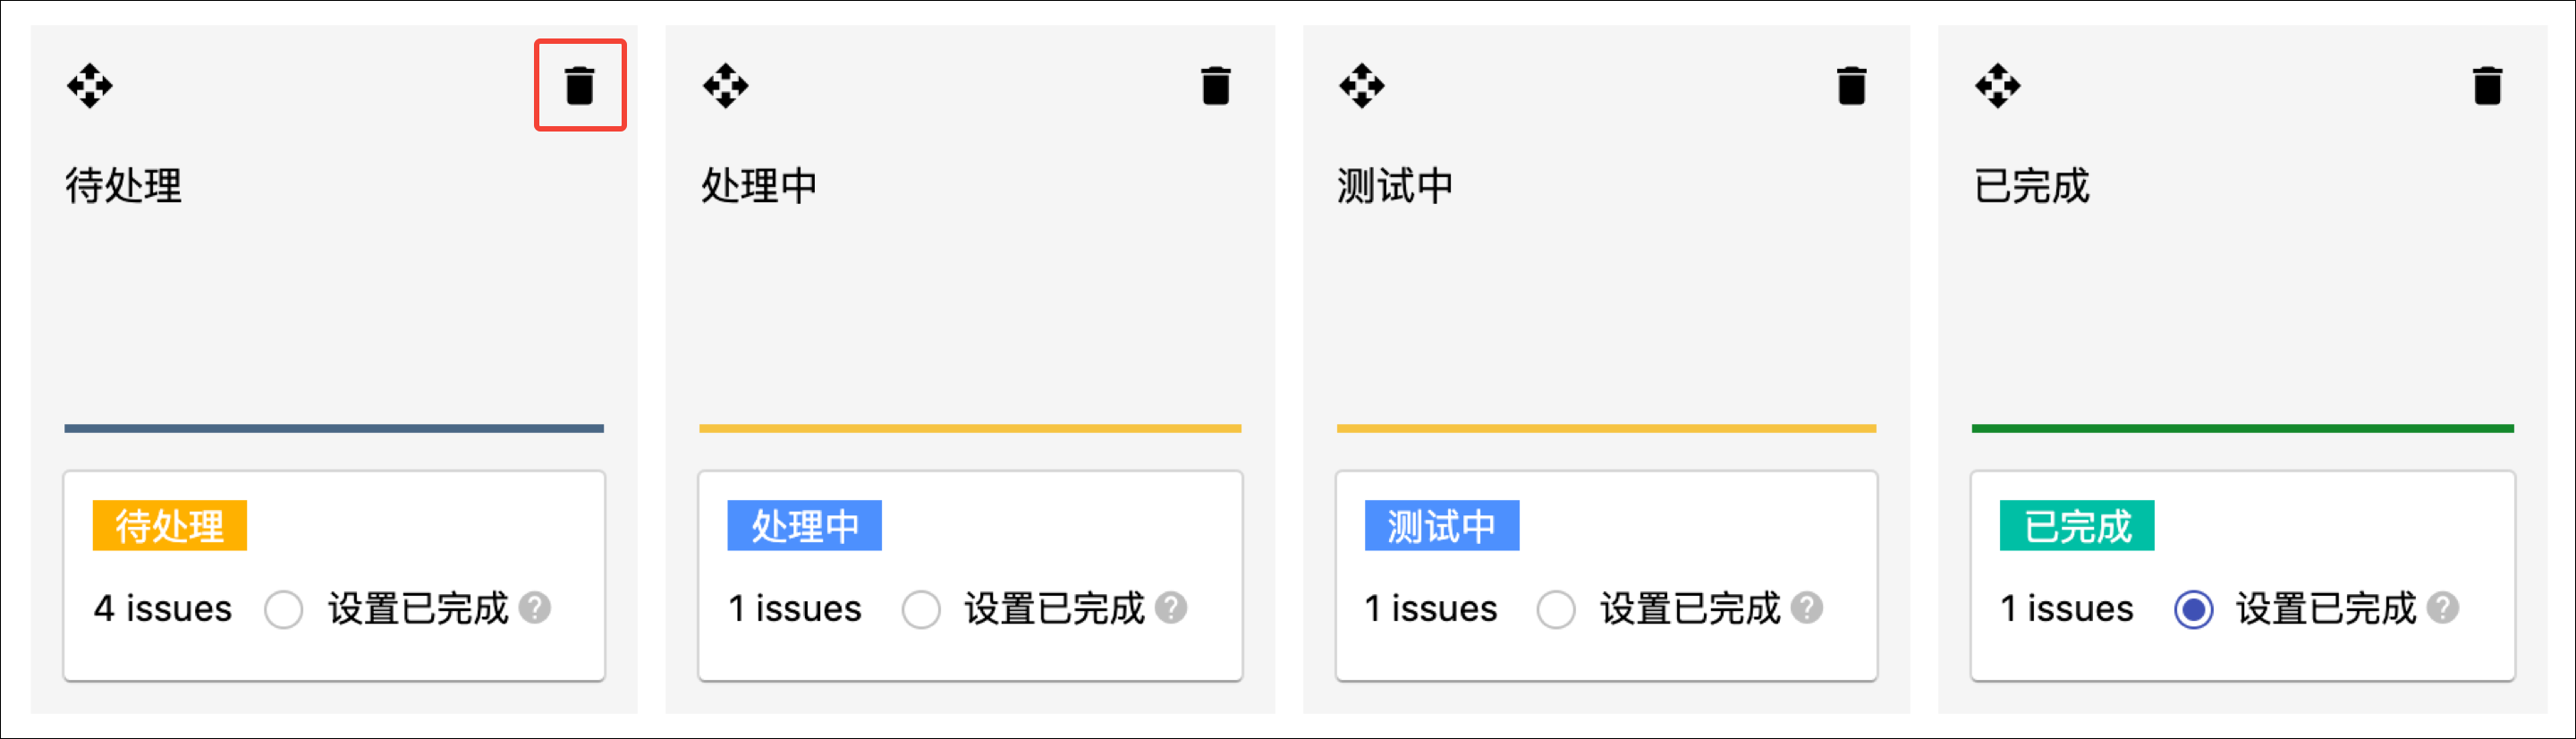 待处理
处理中
测试中
已完成
待处理
4 issues 设置已完成 ?
处理中
1 issues 设置已完成 ?
测试中
1 issues 设置已完成 ?
已完成
1 issues 设置已完成 ?